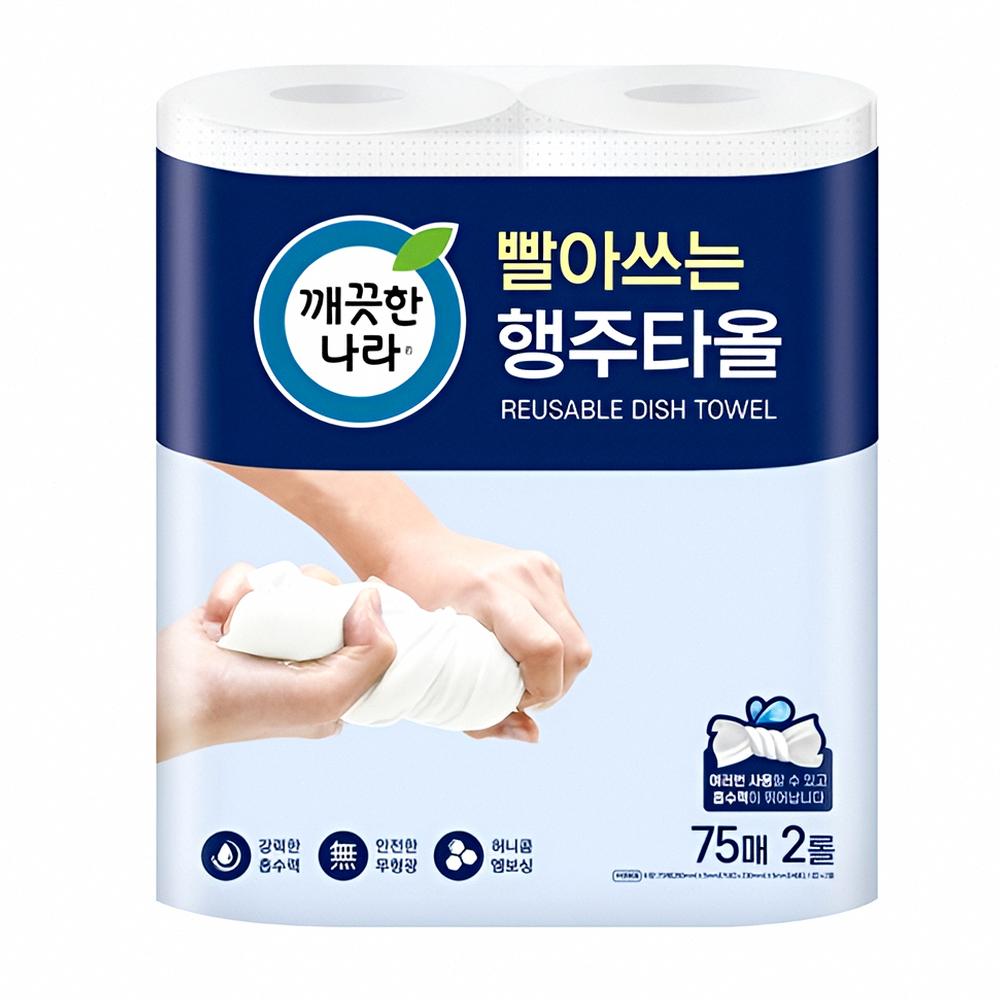 깨끗한
나라
빨아쓰는
행주타올
REUSABLE DISH TOWEL
여러번 사용할 수 있고
흡수력이 뛰어납니다
강력한
흡수력
無
안전한
무형광
허니콤
엠보싱
75매 2롤